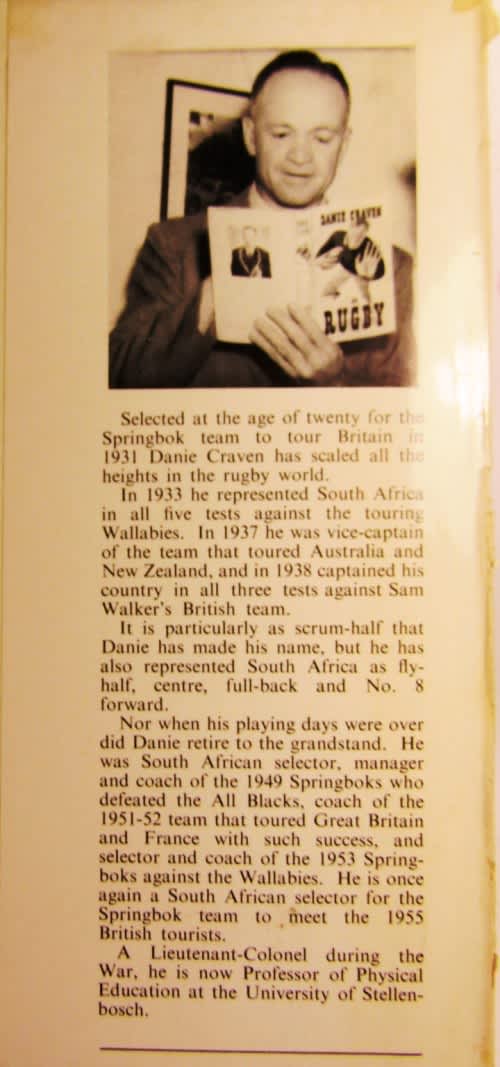 DANIE CRAVEN
RUGBY
Selected at the age of twenty for the
Springbok team to tour Britain in
1931 Danie Craven has scaled all the
heights in the rugby world.
In 1933 he represented South Africa
in all five tests against the touring
Wallabies. In 1937 he was vice-captain
of the team that toured Australia and
New Zealand, and in 1938 captained his
country in all three tests against Sam
Walker's British team.
It is particularly as scrum-half that
Danie has made his name, but he has
also represented South Africa as fly-
half, centre, full-back and No. 8
forward.
Nor when his playing days were over
did Danie retire to the grandstand. He
was South African selector, manager
and coach of the 1949 Springboks who
defeated the All Blacks, coach of the
1951-52 team that toured Great Britain
and France with such success, and
selector and coach of the 1953 Spring-
boks against the Wallabies. He is once
again a South African selector for the
Springbok team to meet the 1955
British tourists.
A Lieutenant-Colonel during the
War, he is now Professor of Physical
Education at the University of Stellen-
bosch.